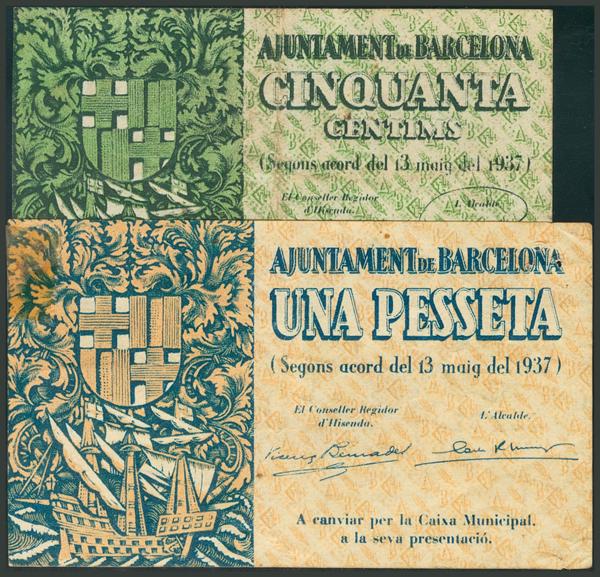 AJUNTAMENT DE BARCELONA
CINQUANTA
CENTIMS
(Segons acord del 13 maig del 1937)
El Conseller Regidor
d'Hisenda.
L'Alcalde.
AJUNTAMENT DE BARCELONA
UNA PESSETA
(Segons acord del 13 maig del 1937)
El Conseller Regidor
d'Hisenda.
L'Alcalde.
A canviar per la Caixa Municipal.
a la seva presentació.